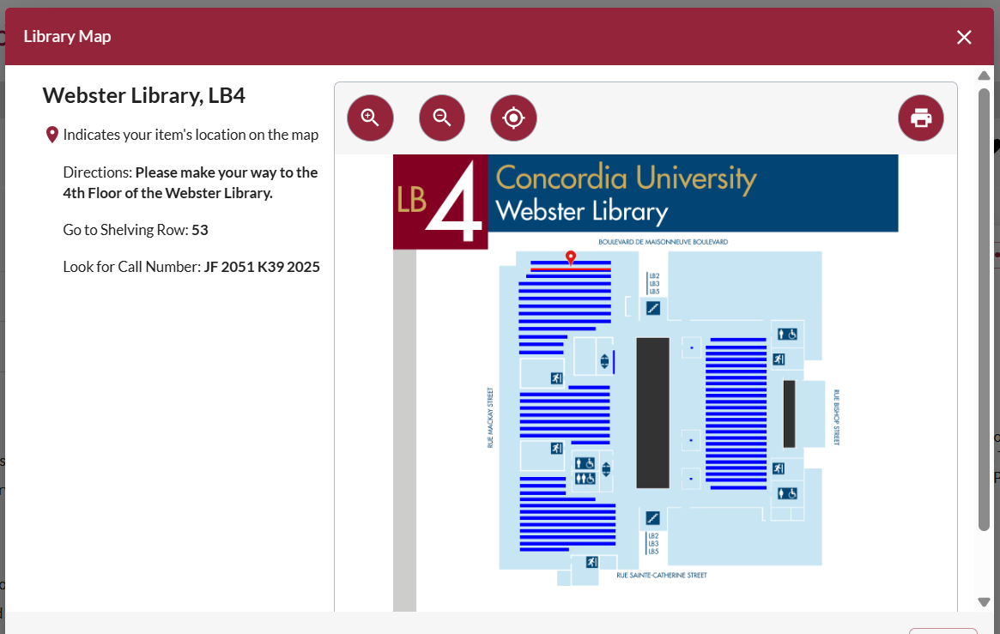 Library Map
Webster Library, LB4
Indicates your item's location on the map
Directions: Please make your way to the
4th Floor of the Webster Library.
Go to Shelving Row: 53
Look for Call Number: JF 2051 K39 2025
LB 4
Concordia University
Webster Library
BOULEVARD DE MAISONNEUVE BOULEVARD
LB2
LB3
LB5
RUE MACKAY STREET
RUE BISHOP STREET
LB2
LB3
LB5
RUE SAINTE-CATHERINE STREET